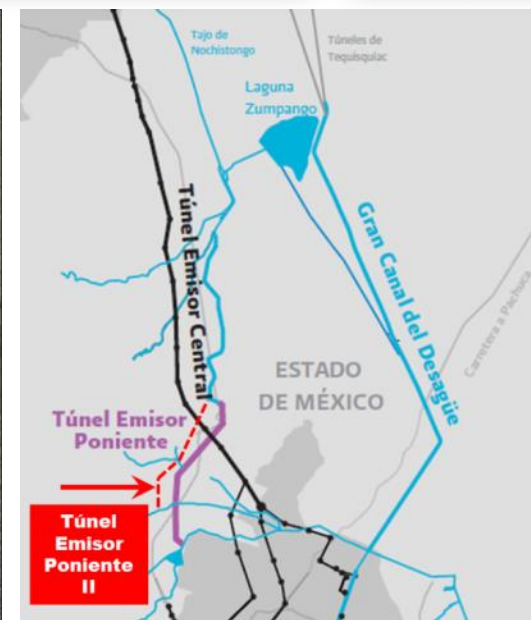 Tajo de
Nochistongo
Túneles de
Tequisquiac
Laguna
Zumpango
Túnel Emisor Central
Gran Canal del Desagüe
Carretera a Pachuca
ESTADO
DE MÉXICO
Túnel Emisor
Poniente
Túnel
Emisor
Poniente
II